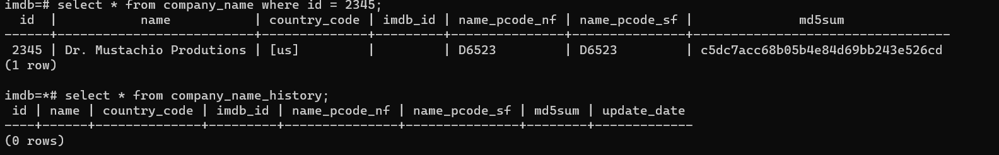 imdb=# select * from company_name where id = 2345;
  id  |           name           | country_code | imdb_id | name_pcode_nf | name_pcode_sf |              md5sum
------+--------------------------+--------------+---------+---------------+---------------+----------------------------------
 2345 | Dr. Mustachio Produtions | [us]         |         | D6523         | D6523         | c5dc7acc68b05b4e84d69bb243e526cd
(1 row)

imdb=*# select * from company_name_history;
 id | name | country_code | imdb_id | name_pcode_nf | name_pcode_sf | md5sum | update_date
----+------+--------------+---------+---------------+---------------+--------+-------------
(0 rows)